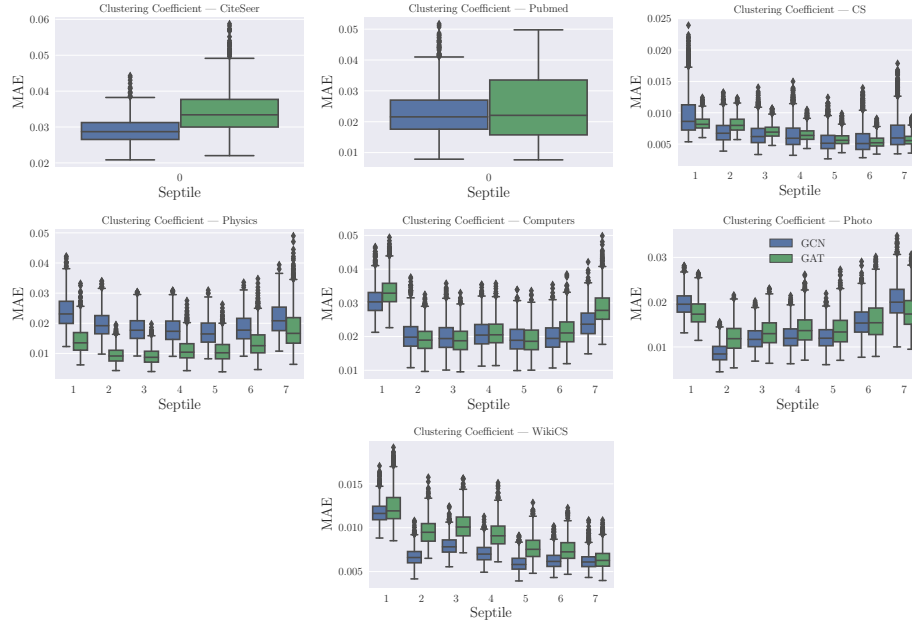 Clustering Coefficient — CiteSeer
MAE
0.06
0.05
0.04
0.03
0.02
0
Septile
Clustering Coefficient — Pubmed
MAE
0.05
0.04
0.03
0.02
0.01
0
Septile
Clustering Coefficient — CS
MAE
0.025
0.020
0.015
0.010
0.005
1 2 3 4 5 6 7
Septile
Clustering Coefficient — Physics
MAE
0.05
0.04
0.03
0.02
0.01
1 2 3 4 5 6 7
Septile
Clustering Coefficient — Computers
MAE
0.05
0.04
0.03
0.02
0.01
1 2 3 4 5 6 7
Septile
Clustering Coefficient — Photo
MAE
0.03
0.02
0.01
GCN
GAT
1 2 3 4 5 6 7
Septile
Clustering Coefficient — WikiCS
MAE
0.015
0.010
0.005
1 2 3 4 5 6 7
Septile